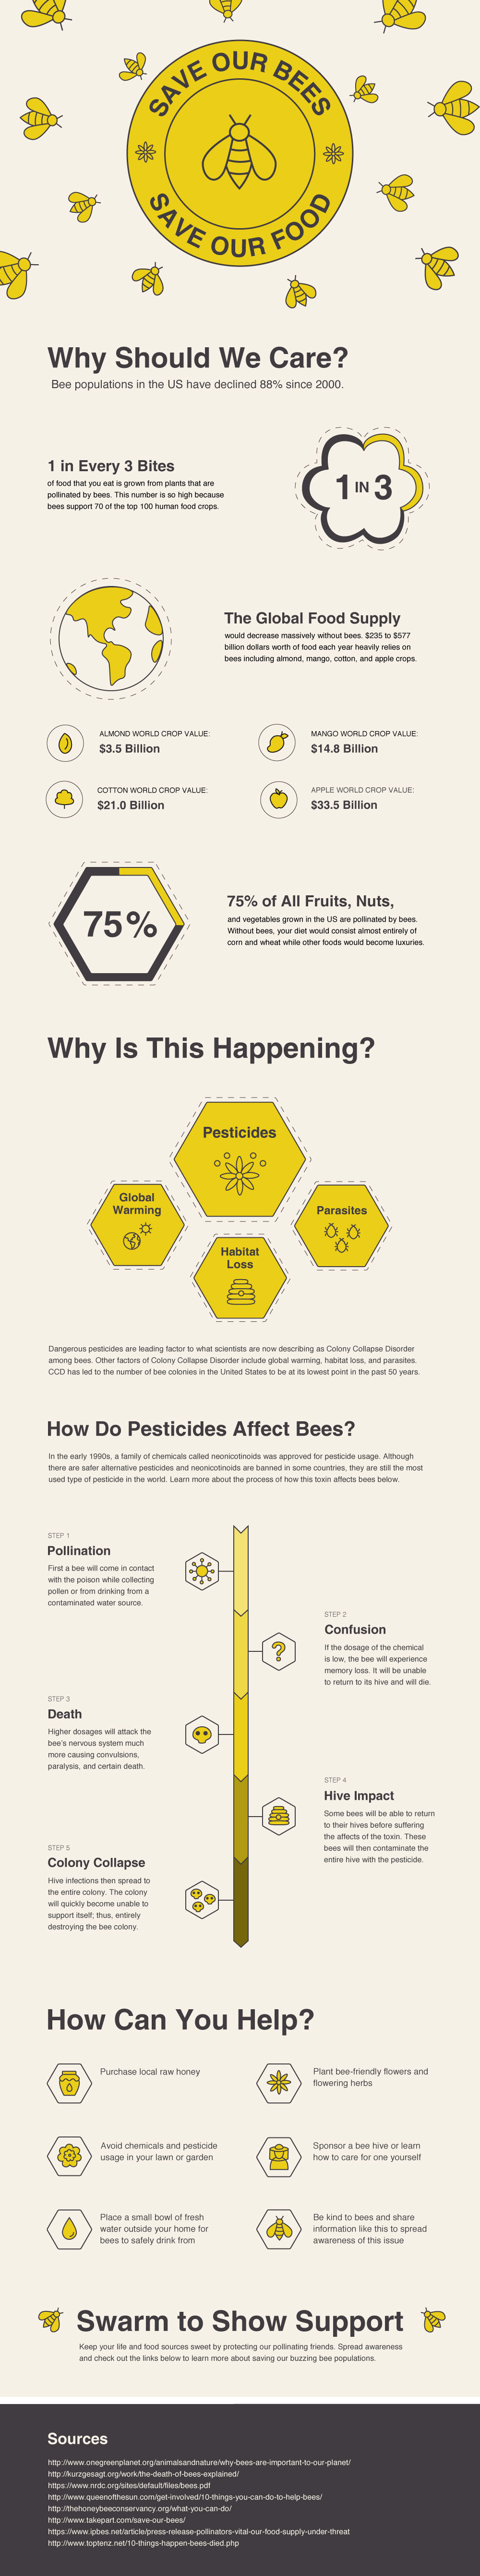 SAVE OUR BEES
SAVE OUR FOOD
Why Should We Care?
Bee populations in the US have declined 88% since 2000.
1 in Every 3 Bites
of food that you eat is grown from plants that are
pollinated by bees. This number is so high because
bees support 70 of the top 100 human food crops.
1 IN 3
The Global Food Supply
would decrease massively without bees. $235 to $577
billion dollars worth of food each year heavily relies on
bees including almond, mango, cotton, and apple crops.
ALMOND WORLD CROP VALUE:
$3.5 Billion
MANGO WORLD CROP VALUE:
$14.8 Billion
COTTON WORLD CROP VALUE:
$21.0 Billion
APPLE WORLD CROP VALUE:
$33.5 Billion
75%
75% of All Fruits, Nuts,
and vegetables grown in the US are pollinated by bees.
Without bees, your diet would consist almost entirely of
corn and wheat while other foods would become luxuries.
Why Is This Happening?
Pesticides
Global
Warming
Parasites
Habitat
Loss
Dangerous pesticides are leading factor to what scientists are now describing as Colony Collapse Disorder
among bees. Other factors of Colony Collapse Disorder include global warming, habitat loss, and parasites.
CCD has led to the number of bee colonies in the United States to be at its lowest point in the past 50 years.
How Do Pesticides Affect Bees?
In the early 1990s, a family of chemicals called neonicotinoids was approved for pesticide usage. Although
there are safer alternative pesticides and neonicotinoids are banned in some countries, they are still the most
used type of pesticide in the world. Learn more about the process of how this toxin affects bees below.
STEP 1
Pollination
First a bee will come in contact
with the poison while collecting
pollen or from drinking from a
contaminated water source.
STEP 2
Confusion
If the dosage of the chemical
is low, the bee will experience
memory loss. It will be unable
to return to its hive and will die.
STEP 3
Death
Higher dosages will attack the
bee's nervous system much
more causing convulsions,
paralysis, and certain death.
STEP 4
Hive Impact
Some bees will be able to return
to their hives before suffering
the affects of the toxin. These
bees will then contaminate the
entire hive with the pesticide.
STEP 5
Colony Collapse
Hive infections then spread to
the entire colony. The colony
will quickly become unable to
support itself; thus, entirely
destroying the bee colony.
How Can You Help?
Purchase local raw honey
Plant bee-friendly flowers and
flowering herbs
Avoid chemicals and pesticide
usage in your lawn or garden
Sponsor a bee hive or learn
how to care for one yourself
Place a small bowl of fresh
water outside your home for
bees to safely drink from
Be kind to bees and share
information like this to spread
awareness of this issue
Swarm to Show Support
Keep your life and food sources sweet by protecting our pollinating friends. Spread awareness
and check out the links below to learn more about saving our buzzing bee populations.
Sources
http://www.onegreenplanet.org/animalsandnature/why-bees-are-important-to-our-planet/
http://kurzgesagt.org/work/the-death-of-bees-explained/
https://www.nrdc.org/sites/default/files/bees.pdf
http://www.queenofthesun.com/get-involved/10-things-you-can-do-to-help-bees/
http://thehoneybeeconservancy.org/what-you-can-do/
http://www.takepart.com/save-our-bees/
https://www.ipbes.net/article/press-release-pollinators-vital-our-food-supply-under-threat
http://www.toptenz.net/10-things-happen-bees-died.php